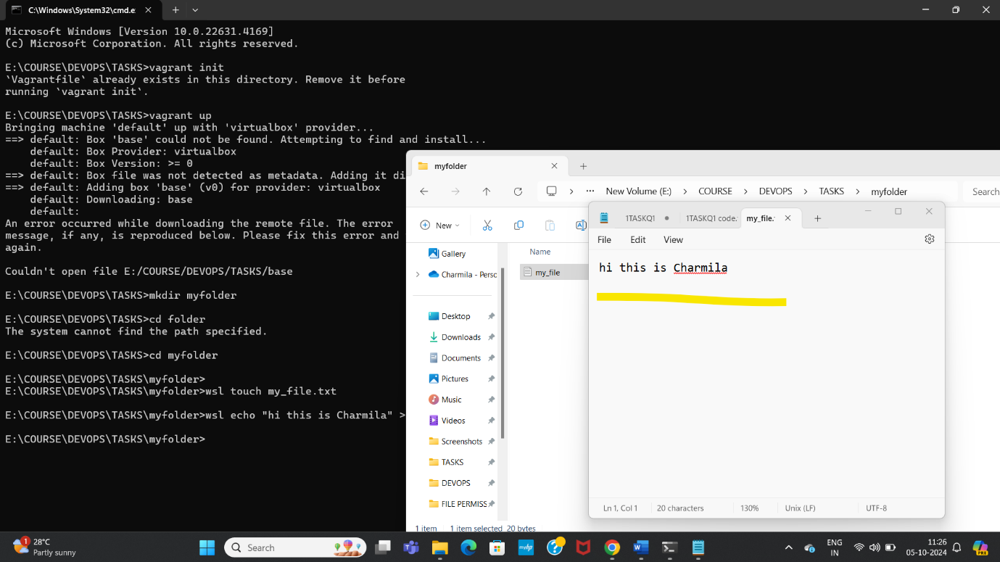 C:\Windows\System32\cmd.e
Microsoft Windows [Version 10.0.22631.4169]
(c) Microsoft Corporation. All rights reserved.
E:\COURSE\DEVOPS\TASKS>vagrant init
`Vagrantfile` already exists in this directory. Remove it before
running `vagrant init`.
E:\COURSE\DEVOPS\TASKS>vagrant up
Bringing machine 'default' up with 'virtualbox' provider...
==> default: Box 'base' could not be found. Attempting to find and install...
default: Box Provider: virtualbox
default: Box Version: >= 0
==> default: Box file was not detected as metadata. Adding it di
==> default: Adding box 'base' (v0) for provider: virtualbox
default: Downloading: base
default:
An error occurred while downloading the remote file. The error
message, if any, is reproduced below. Please fix this error and
again.
Couldn't open file E:/COURSE/DEVOPS/TASKS/base
E:\COURSE\DEVOPS\TASKS>mkdir myfolder
E:\COURSE\DEVOPS\TASKS>cd folder
The system cannot find the path specified.
E:\COURSE\DEVOPS\TASKS>cd myfolder
E:\COURSE\DEVOPS\TASKS\myfolder>
E:\COURSE\DEVOPS\TASKS\myfolder>wsl touch my_file.txt
E:\COURSE\DEVOPS\TASKS\myfolder>wsl echo "hi this is Charmila" >
E:\COURSE\DEVOPS\TASKS\myfolder>
myfolder
New Volume (E:) > COURSE > DEVOPS > TASKS > myfolder
Search
New
Gallery
Charmila - Persc
Desktop
Downloads
Documents
Pictures
Music
Videos
Screenshots
TASKS
DEVOPS
FILE PERMISS
Name
my_file
1 item 1 item selected 20 bytes
1TASKQ1
1TASKQ1 code.
my_file.
File Edit View
hi this is Charmila
Ln 1, Col 1 20 characters 130% Unix (LF) UTF-8
1
28°C
Partly sunny
Search
myhp
ENG
IN
11:26
05-10-2024
PRE